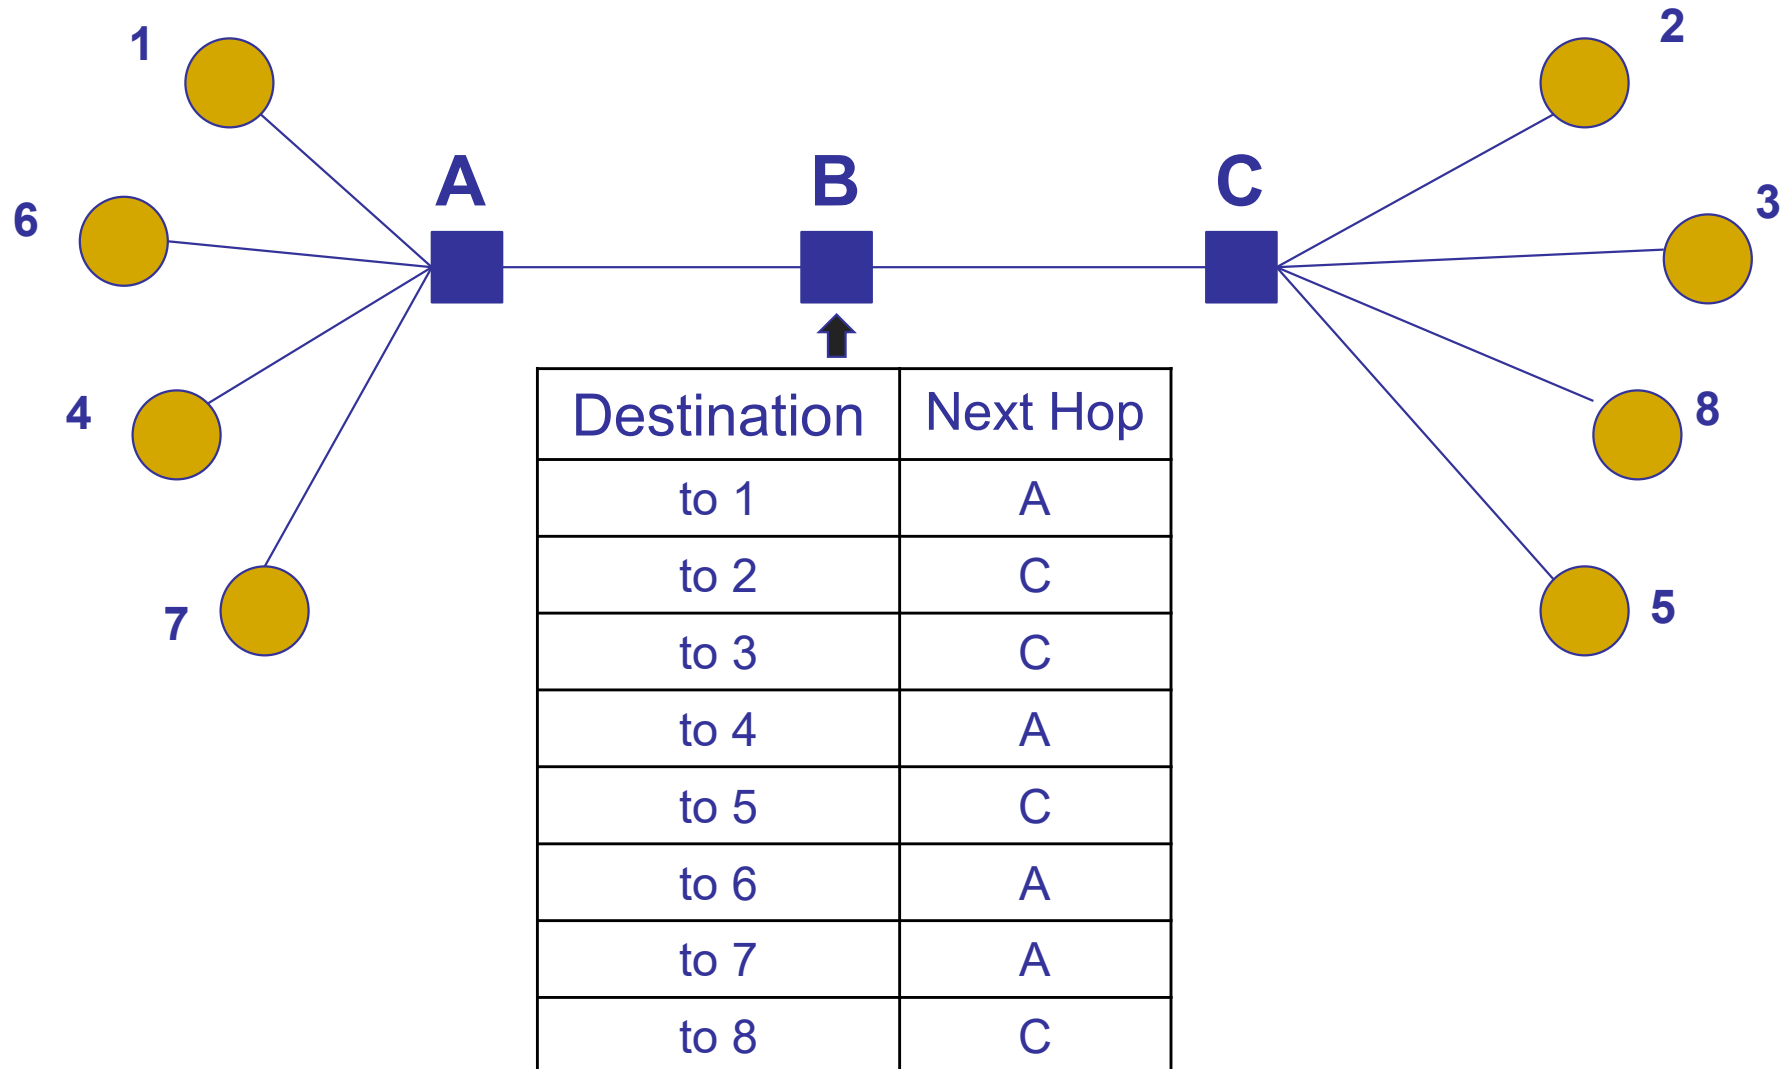 1
2
A
B
C
6
3
4
8
7
5
Destination Next Hop
to 1 A
to 2 C
to 3 C
to 4 A
to 5 C
to 6 A
to 7 A
to 8 C